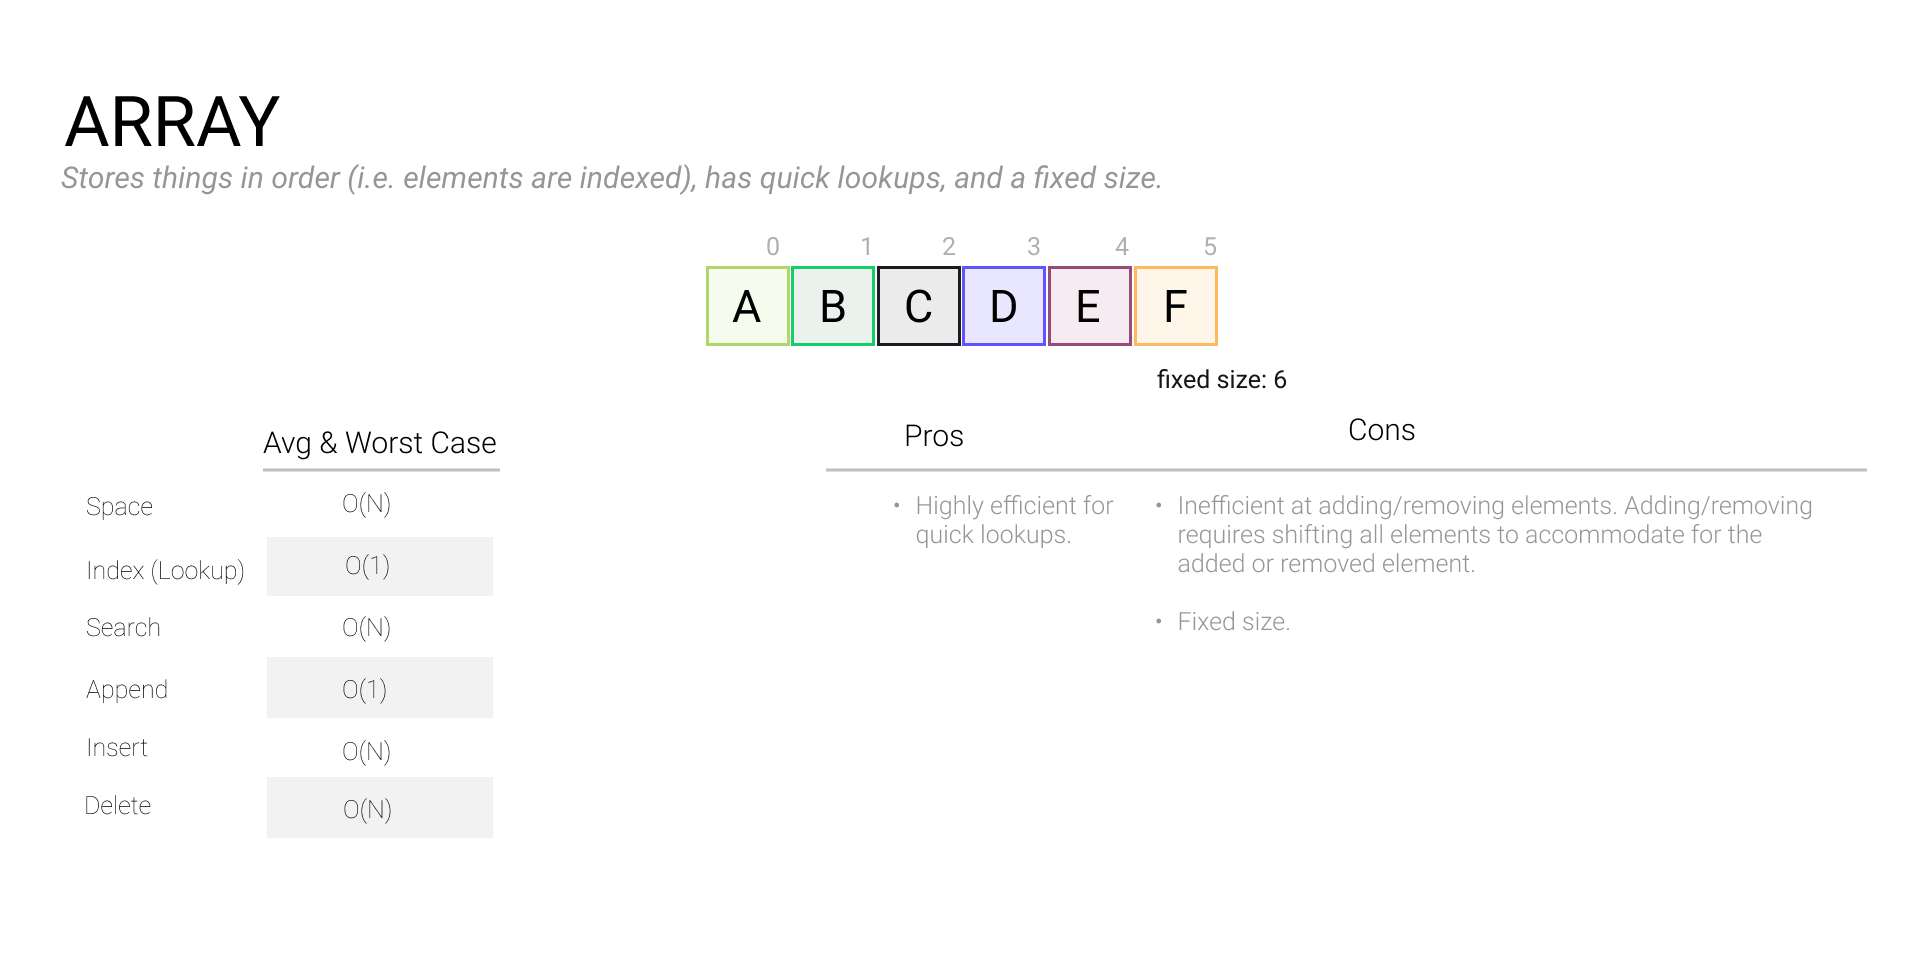 ARRAY
Stores things in order (i.e. elements are indexed), has quick lookups, and a fixed size.
0 1 2 3 4 5
A B C D E F
fixed size: 6
Avg & Worst Case
Space O(N)
Index (Lookup) O(1)
Search O(N)
Append O(1)
Insert O(N)
Delete O(N)
Pros
• Highly efficient for
quick lookups.
Cons
• Inefficient at adding/removing elements. Adding/removing
requires shifting all elements to accommodate for the
added or removed element.
• Fixed size.